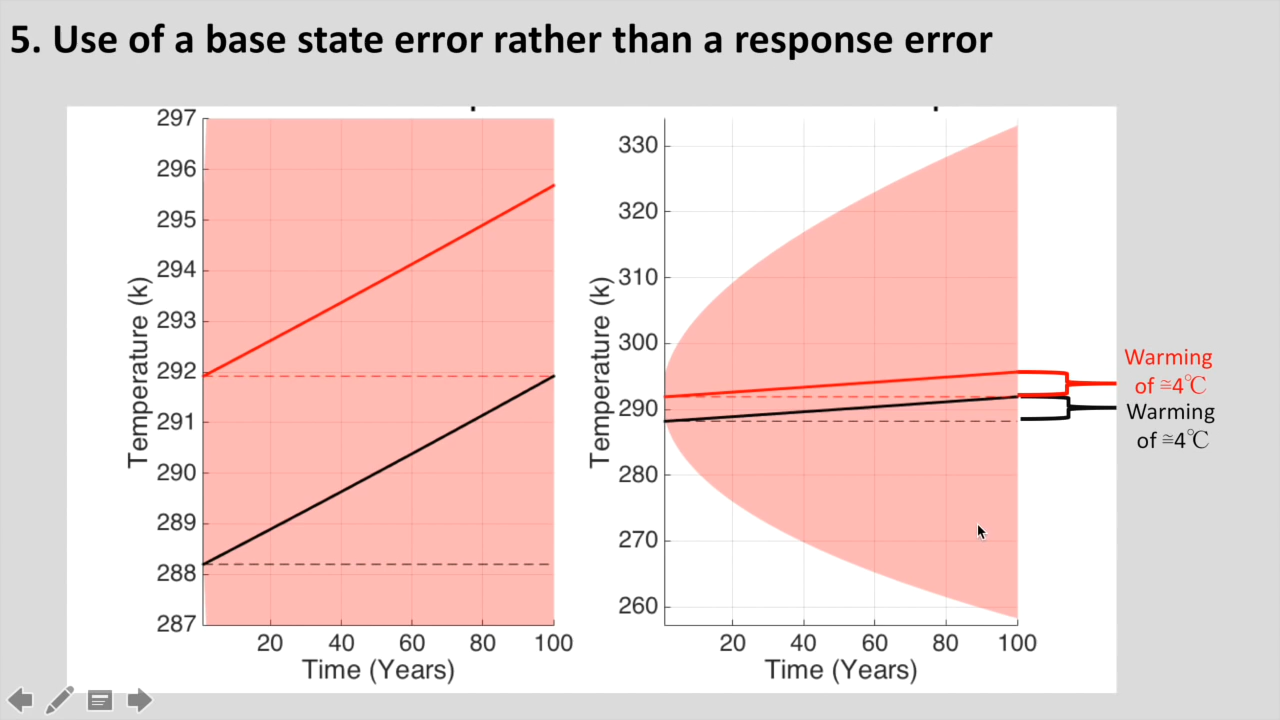 5. Use of a base state error rather than a response error
297
296
295
294
293
292
291
290
289
288
287
Temperature (k)
20 40 60 80 100
Time (Years)
330
320
310
300
290
280
270
260
Temperature (k)
20 40 60 80 100
Time (Years)
Warming
of ≅4℃
Warming
of ≅4℃